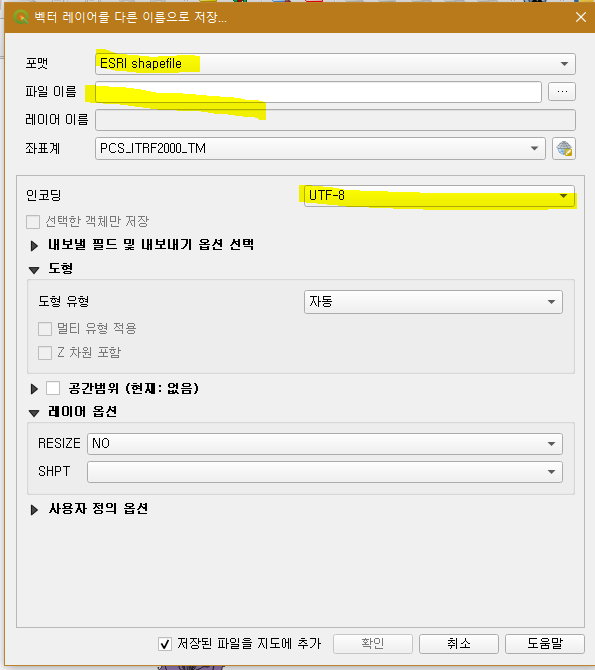 벡터 레이어를 다른 이름으로 저장...
포맷 ESRI shapefile
파일 이름 ...
레이어 이름
좌표계 PCS_ITRF2000_TM
인코딩 UTF-8
선택한 객체만 저장
내보낼 필드 및 내보내기 옵션 선택
도형
도형 유형 자동
멀티 유형 적용
Z 차원 포함
공간범위 (현재: 없음)
레이어 옵션
RESIZE NO
SHPT
사용자 정의 옵션
저장된 파일을 지도에 추가 확인 취소 도움말